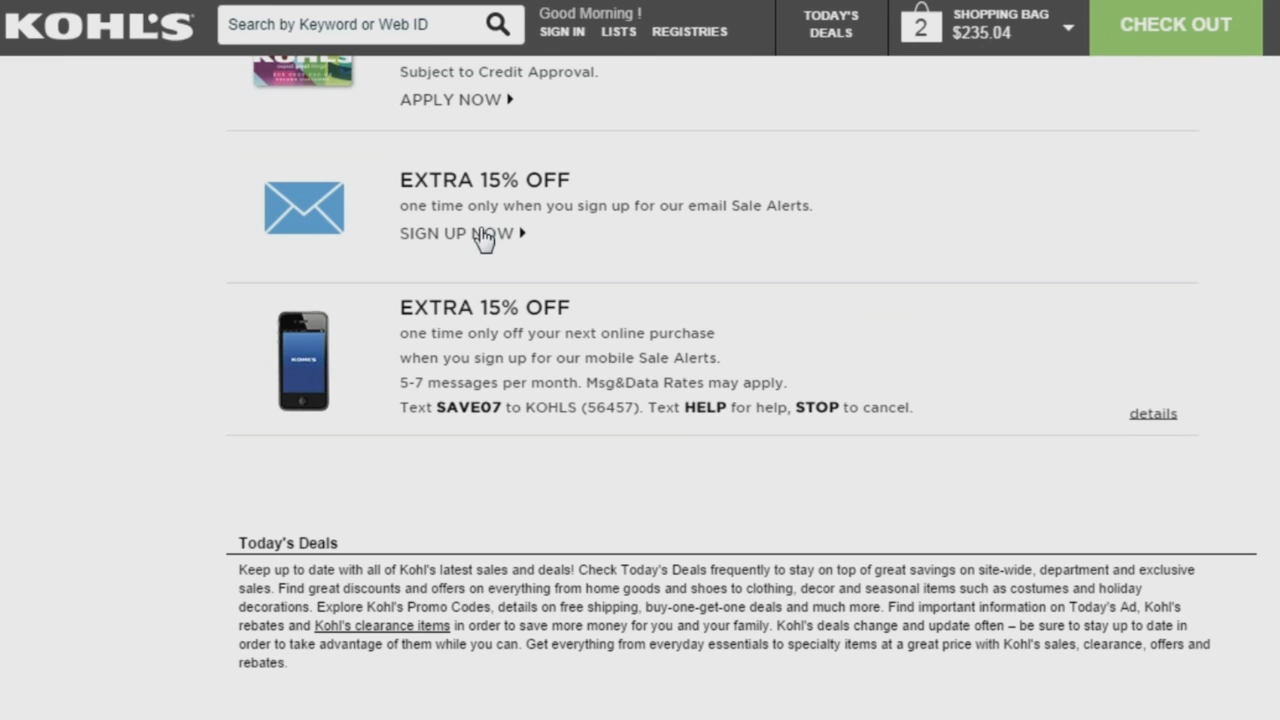 KOHL'S
Search by Keyword or Web ID
Good Morning !
SIGN IN LISTS REGISTRIES
TODAY'S
DEALS
2
SHOPPING BAG
$235.04
CHECK OUT
Subject to Credit Approval.
APPLY NOW
EXTRA 15% OFF
one time only when you sign up for our email Sale Alerts.
SIGN UP NOW
EXTRA 15% OFF
one time only off your next online purchase
when you sign up for our mobile Sale Alerts.
5-7 messages per month. Msg&Data Rates may apply.
Text SAVE07 to KOHLS (56457). Text HELP for help, STOP to cancel.
KOHL'S
details
Today's Deals
Keep up to date with all of Kohl's latest sales and deals! Check Today's Deals frequently to stay on top of great savings on site-wide, department and exclusive
sales. Find great discounts and offers on everything from home goods and shoes to clothing, decor and seasonal items such as costumes and holiday
decorations. Explore Kohl's Promo Codes, details on free shipping, buy-one-get-one deals and much more. Find important information on Today's Ad, Kohl's
rebates and Kohl's clearance items in order to save more money for you and your family. Kohl's deals change and update often – be sure to stay up to date in
order to take advantage of them while you can. Get everything from everyday essentials to specialty items at a great price with Kohl's sales, clearance, offers and
rebates.